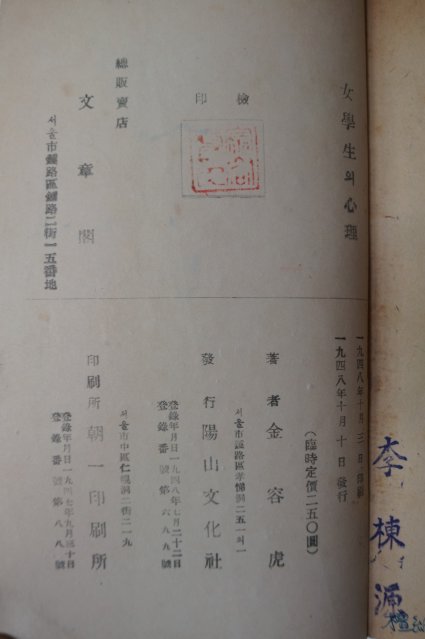 女學生의心理
檢印
總販賣店
文章閣
서울市鍾路區鍾路二街一五番地
一九四八年十月三日 印刷
一九四八年十月十日 發行
(臨時定價二五〇圓)
著者 金容虎
서울市鍾路區孝悌洞二五一의一
發行 陽山文化社
登錄年月日一九四八年七月二十二日
登錄番號 第六八九號
서울市中區仁峴洞二街二一九
印刷所 朝一印刷所
登錄年月日一九四七年九月三十日
登錄番號 第八八號
李棟源